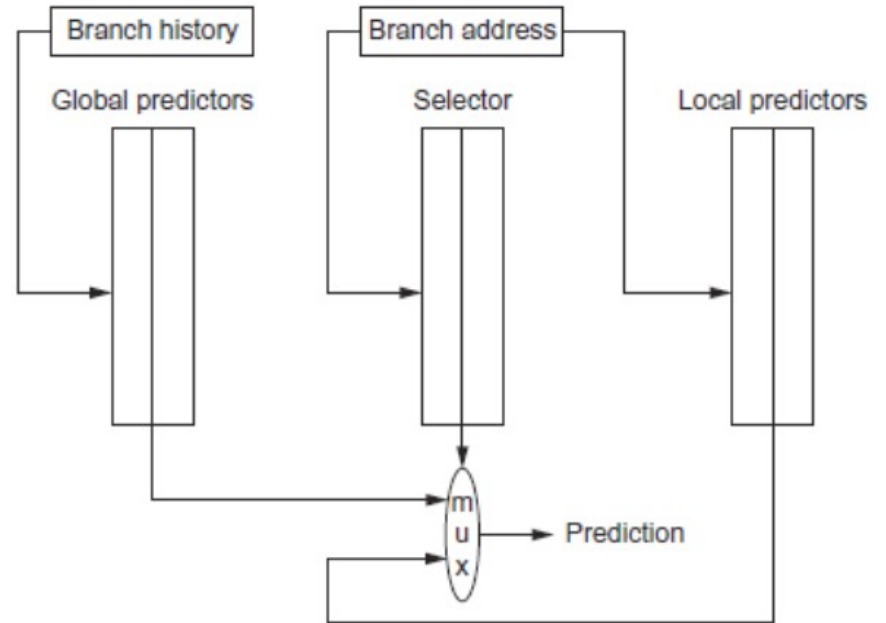 Branch history
Branch address
Global predictors
Selector
Local predictors
m
u
x
Prediction